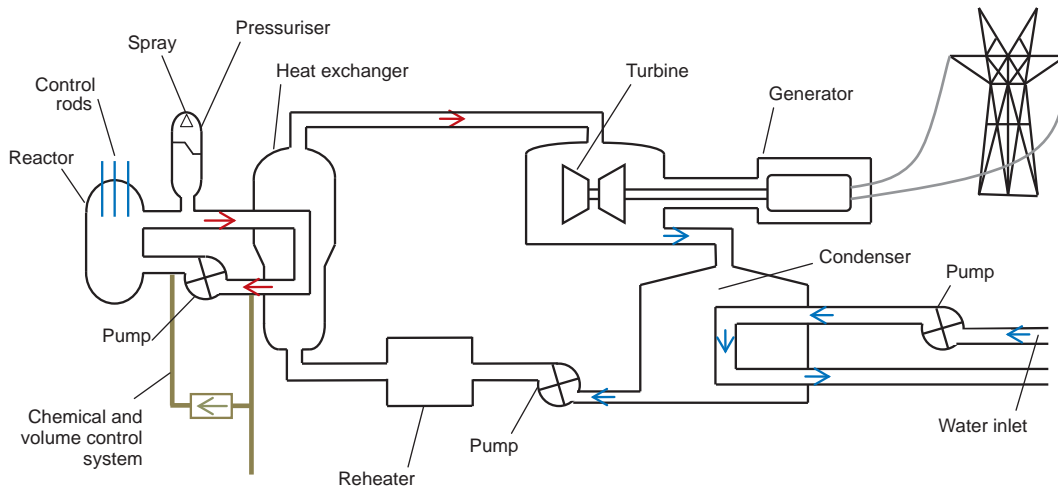 Pressuriser
Spray
Heat exchanger
Turbine
Control
rods
Generator
Reactor
Condenser
Pump
Pump
Chemical and
volume control
system
Pump
Reheater
Water inlet